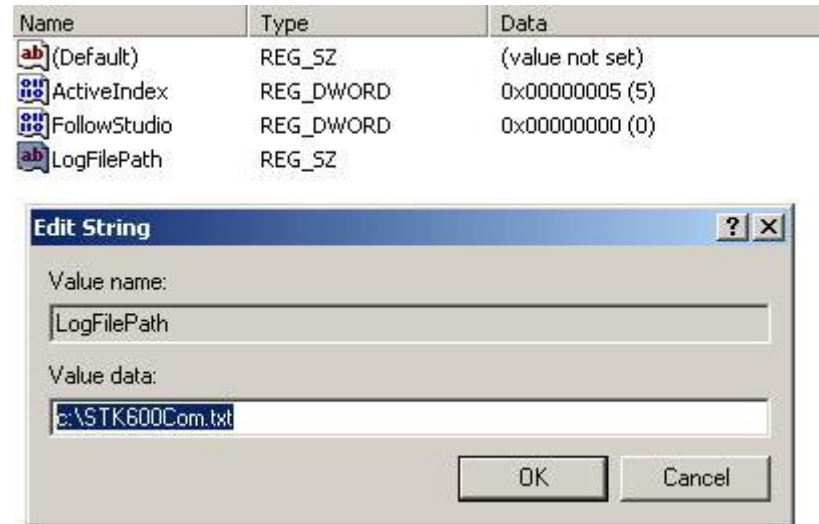 Name Type Data
(Default) REG_SZ (value not set)
ActiveIndex REG_DWORD 0x00000005 (5)
FollowStudio REG_DWORD 0x00000000 (0)
LogFilePath REG_SZ
Edit String
Value name:
LogFilePath
Value data:
c:\STK600Com.txt
OK Cancel